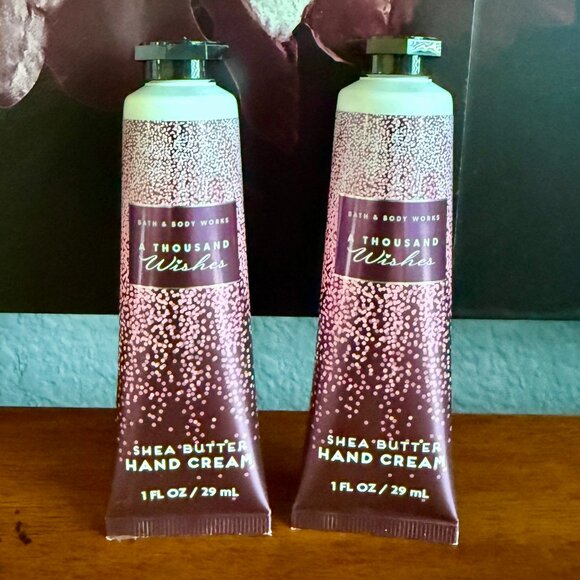 BATH & BODY WORKS
A THOUSAND
Wishes
SHEA BUTTER
HAND CREAM
1 FL OZ / 29 mL
BATH & BODY WORKS
A THOUSAND
Wishes
SHEA BUTTER
HAND CREAM
1 FL OZ / 29 mL